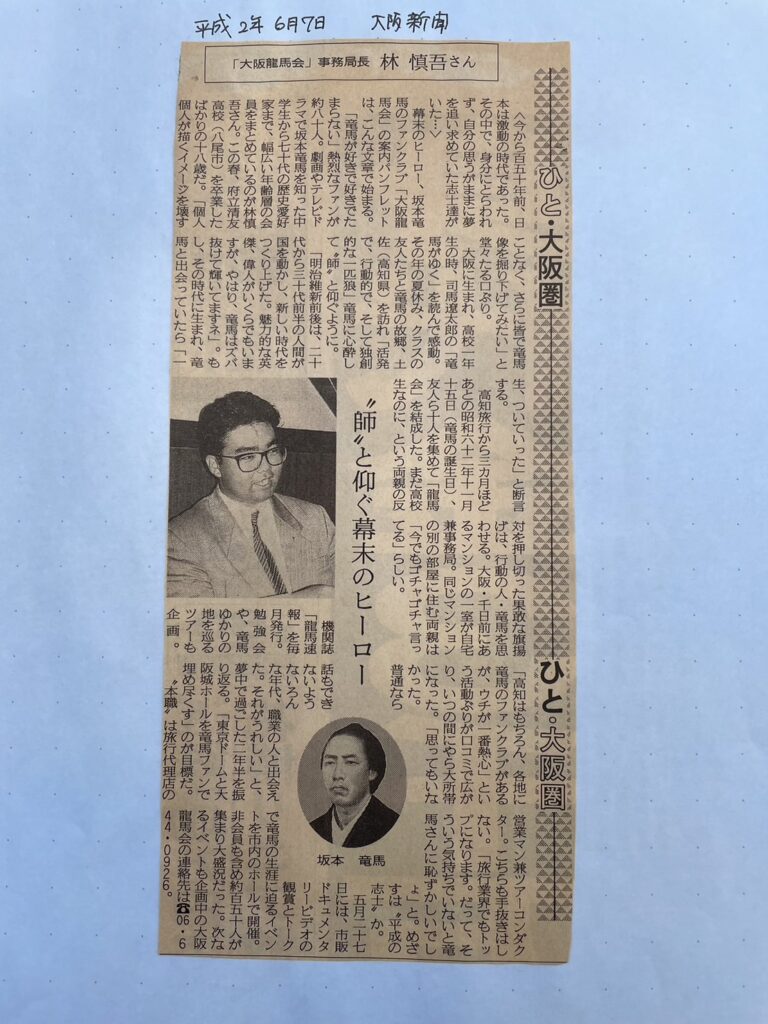 平成2年6月7日 大阪新聞
「大阪龍馬会」事務局長 林 慎吾さん
ひと・大阪圏
ひと・大阪圏
〈今から百五十年前、日
本は激動の時代であった。
その中で、身分にとらわれ
ず、自分の思うがままに夢
を追い求めていた志士達が
いた…〉
幕末のヒーロー、坂本竜
馬のファンクラブ「大阪龍
馬会」の案内パンフレット
は、こんな文章で始まる。
「竜馬が好きで好きでた
まらない」熱烈なファンが
約八十人。劇画やテレビド
ラマで坂本竜馬を知った中
学生から七十代の歴史愛好
家まで、幅広い年齢層の会
員をまとめているのが林慎
吾さん。この春、府立清友
高校（八尾市）を卒業した
ばかりの十八歳だ。「個人
個人が描くイメージを壊す
ことなく、さらに皆で竜馬
像を掘り下げてみたい」と
堂々たる口ぶり。
大阪に生まれ、高校一年
生の時、司馬遼太郎の「竜
馬がゆく」を読んで感動。
その年の夏休み、クラスの
友人たちと竜馬の故郷、土
佐（高知県）を訪れ「活発
で、行動的で、そして独創
的な一匹狼」竜馬に心酔し
て〝師〟と仰ぐように。
「明治維新前後は、二十
代から三十代前半の人間が
国を動かし、新しい時代を
つくり上げた。魅力的な英
傑、偉人がいくらでもいま
すが、やはり、竜馬はズバ
抜けて輝いてますネ」。も
し、その時代に生まれ、竜
馬と出会っていたら「一
生、ついていった」と断言
する。
高知旅行から三カ月ほど
あとの昭和六十二年十一月
十五日（竜馬の誕生日）、
友人ら十人を集めて「龍馬
会」を結成した。まだ高校
生なのに、という両親の反
〝師〟と仰ぐ幕末のヒーロー
対を押し切った果敢な旗揚
げは、行動の人・竜馬を思
わせる。大阪・千日前にあ
るマンションの一室が自宅
兼事務局。同じマンション
の別の部屋に住む両親は
「今でもゴチャゴチャ言っ
てる」らしい。
機関誌
「龍馬速
報」を毎
月発行。
勉強会
や、竜馬
ゆかりの
地を巡る
ツアーも
企画。
「高知はもちろん、各地に
竜馬のファンクラブがある
が、ウチが一番熱心」とい
う活動ぶりが口コミで広が
り、いつの間にやら大所帯
になった。「思ってもいな
かった。
普通なら
話もでき
ないよう
ないろん
な年代、職業の人と出会え
た。それがうれしい」と、
夢中で過ごした二年半を振
り返る。「東京ドームと大
阪城ホールを竜馬ファンで
埋め尽くす」のが目標だ。
〝本職〟は旅行代理店の
営業マン兼ツアーコンダク
ター。こちらも手抜きはし
ない。「旅行業界でもトッ
プになります。だって、そ
ういう気持ちでいないと竜
馬さんに恥ずかしいでし
ょ」と。めざ
すは〝平成の
志士〟か。
五月二十七
日には、市販
ドキュメンタ
リービデオの
観賞とトーク
で竜馬の生涯に迫るイベン
トを市内のホールで開催。
非会員も含め約百五十人が
集まり大盛況だった。次な
るイベントも企画中の大阪
龍馬会の連絡先は☎06・6
44・0926。
坂本 竜馬